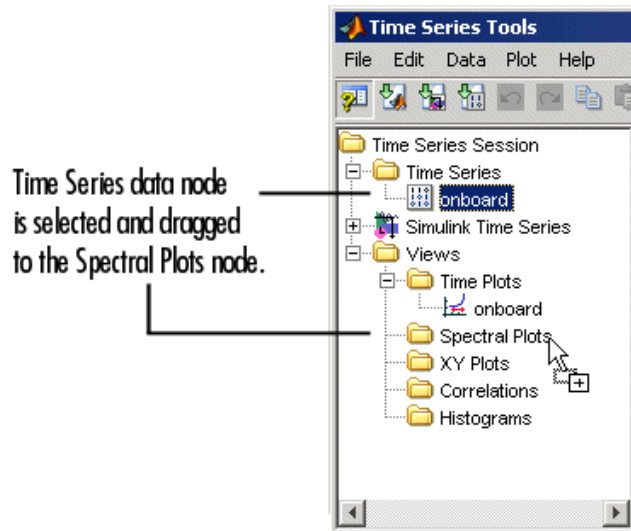 Time Series Tools
File Edit Data Plot Help
Time Series Session
Time Series
onboard
Simulink Time Series
Views
Time Plots
onboard
Spectral Plots
XY Plots
Correlations
Histograms
Time Series data node
is selected and dragged
to the Spectral Plots node.